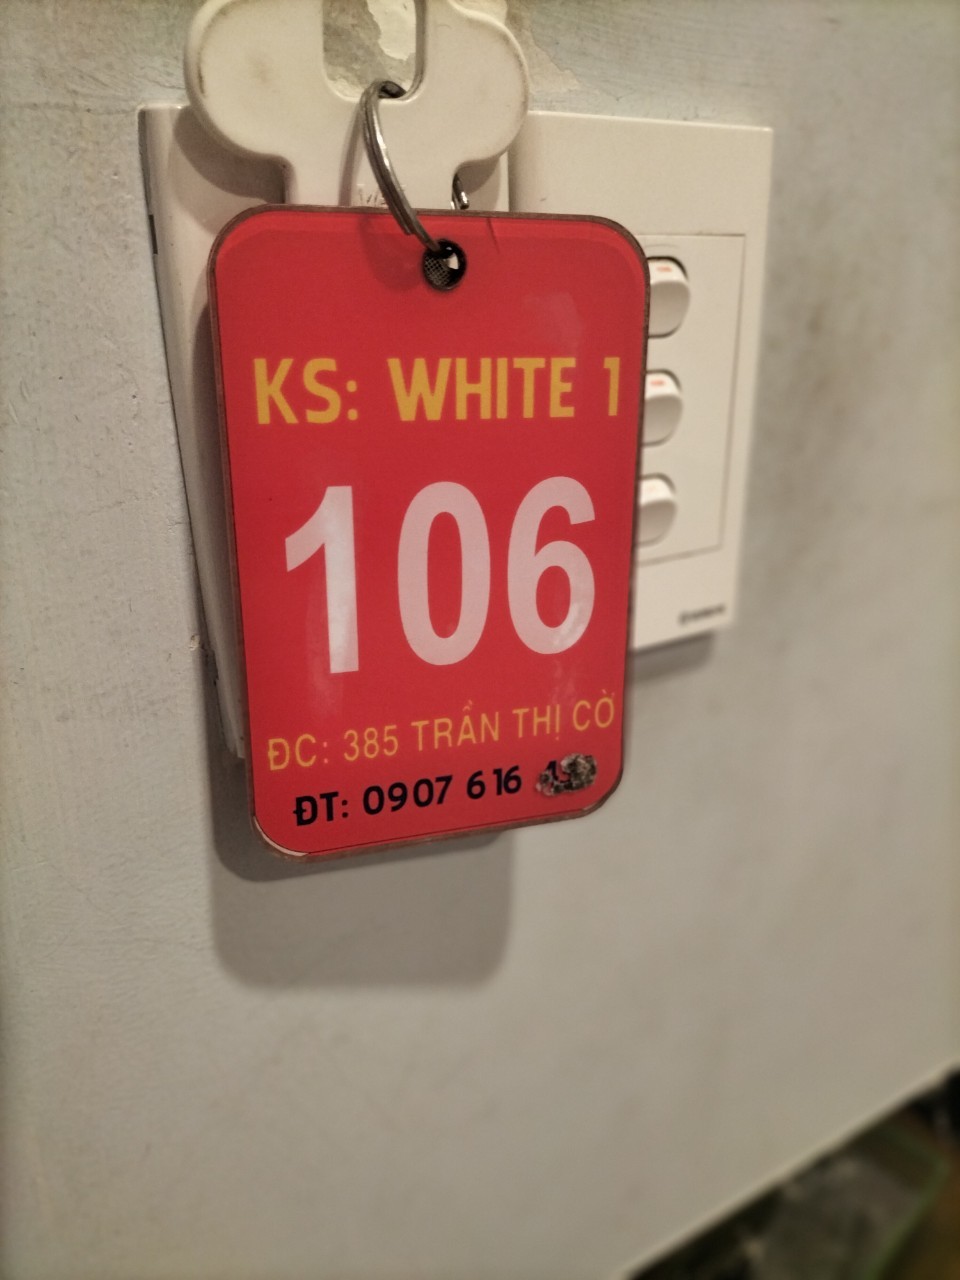 KS: WHITE 1
106
ĐC: 385 TRẦN THỊ CỜ
ĐT: 0907 616